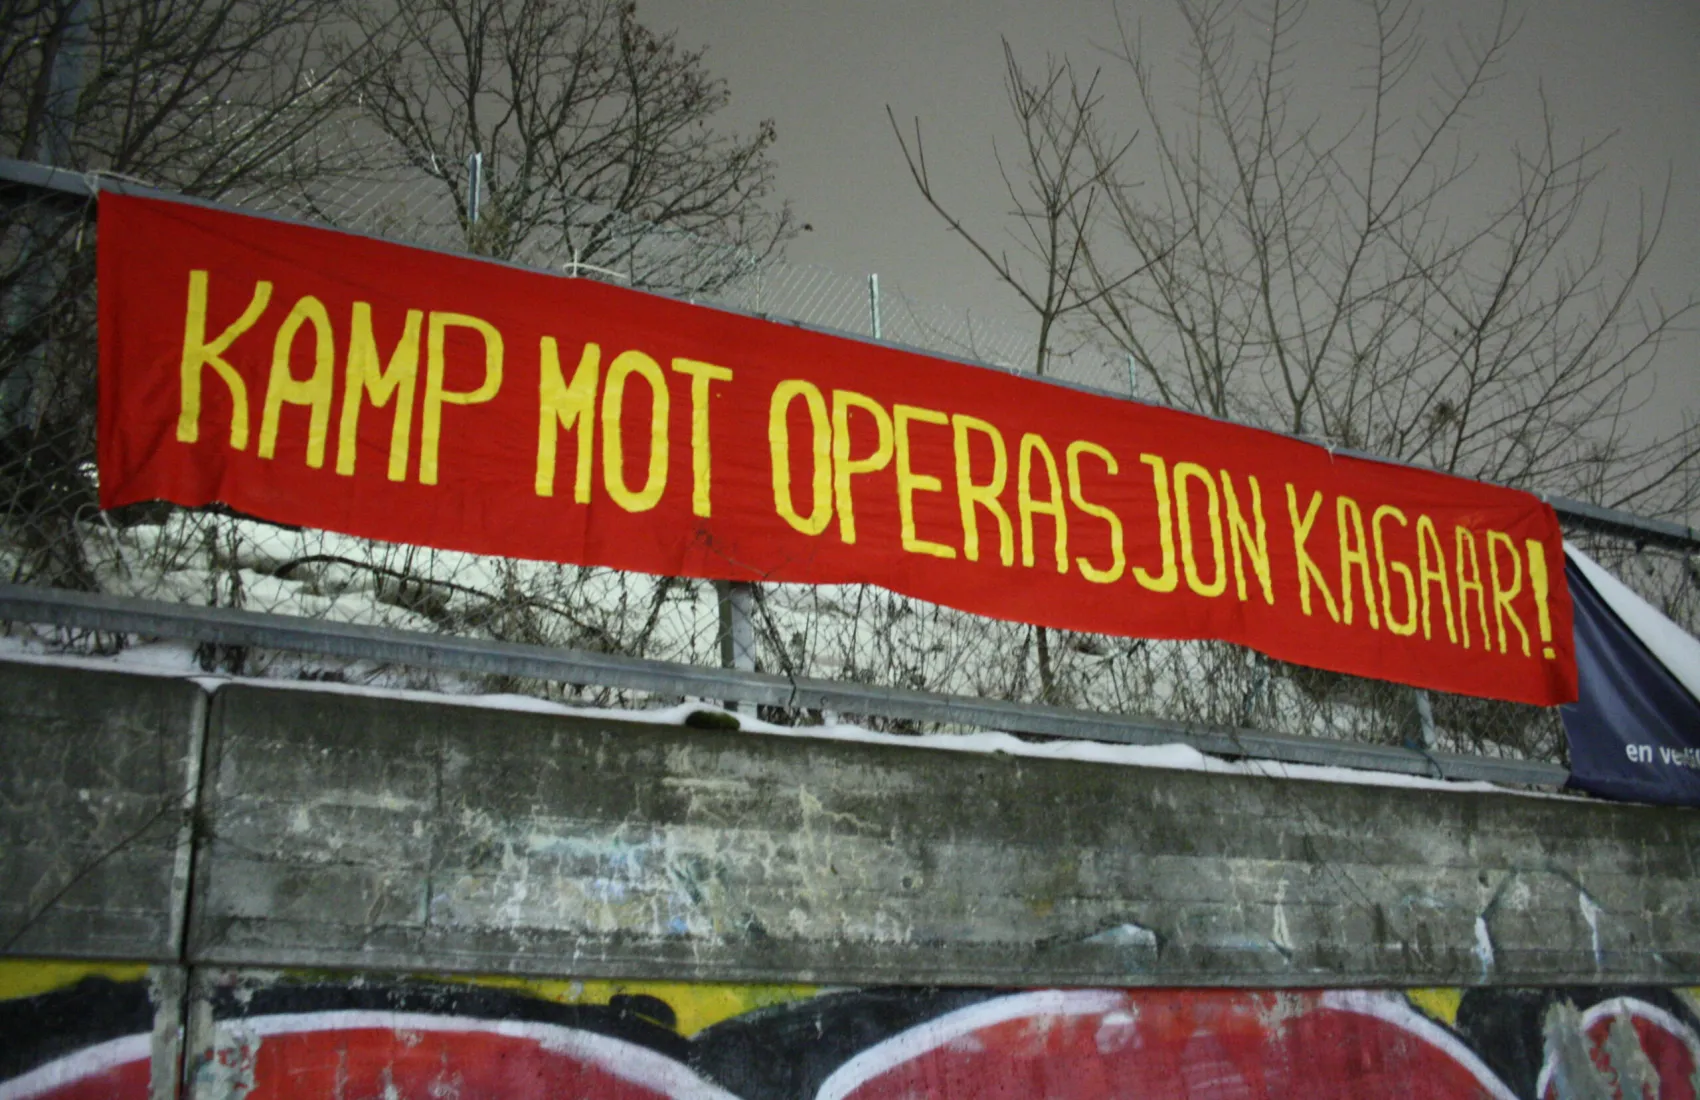 KAMP MOT OPERASJON KAGAAR!
en